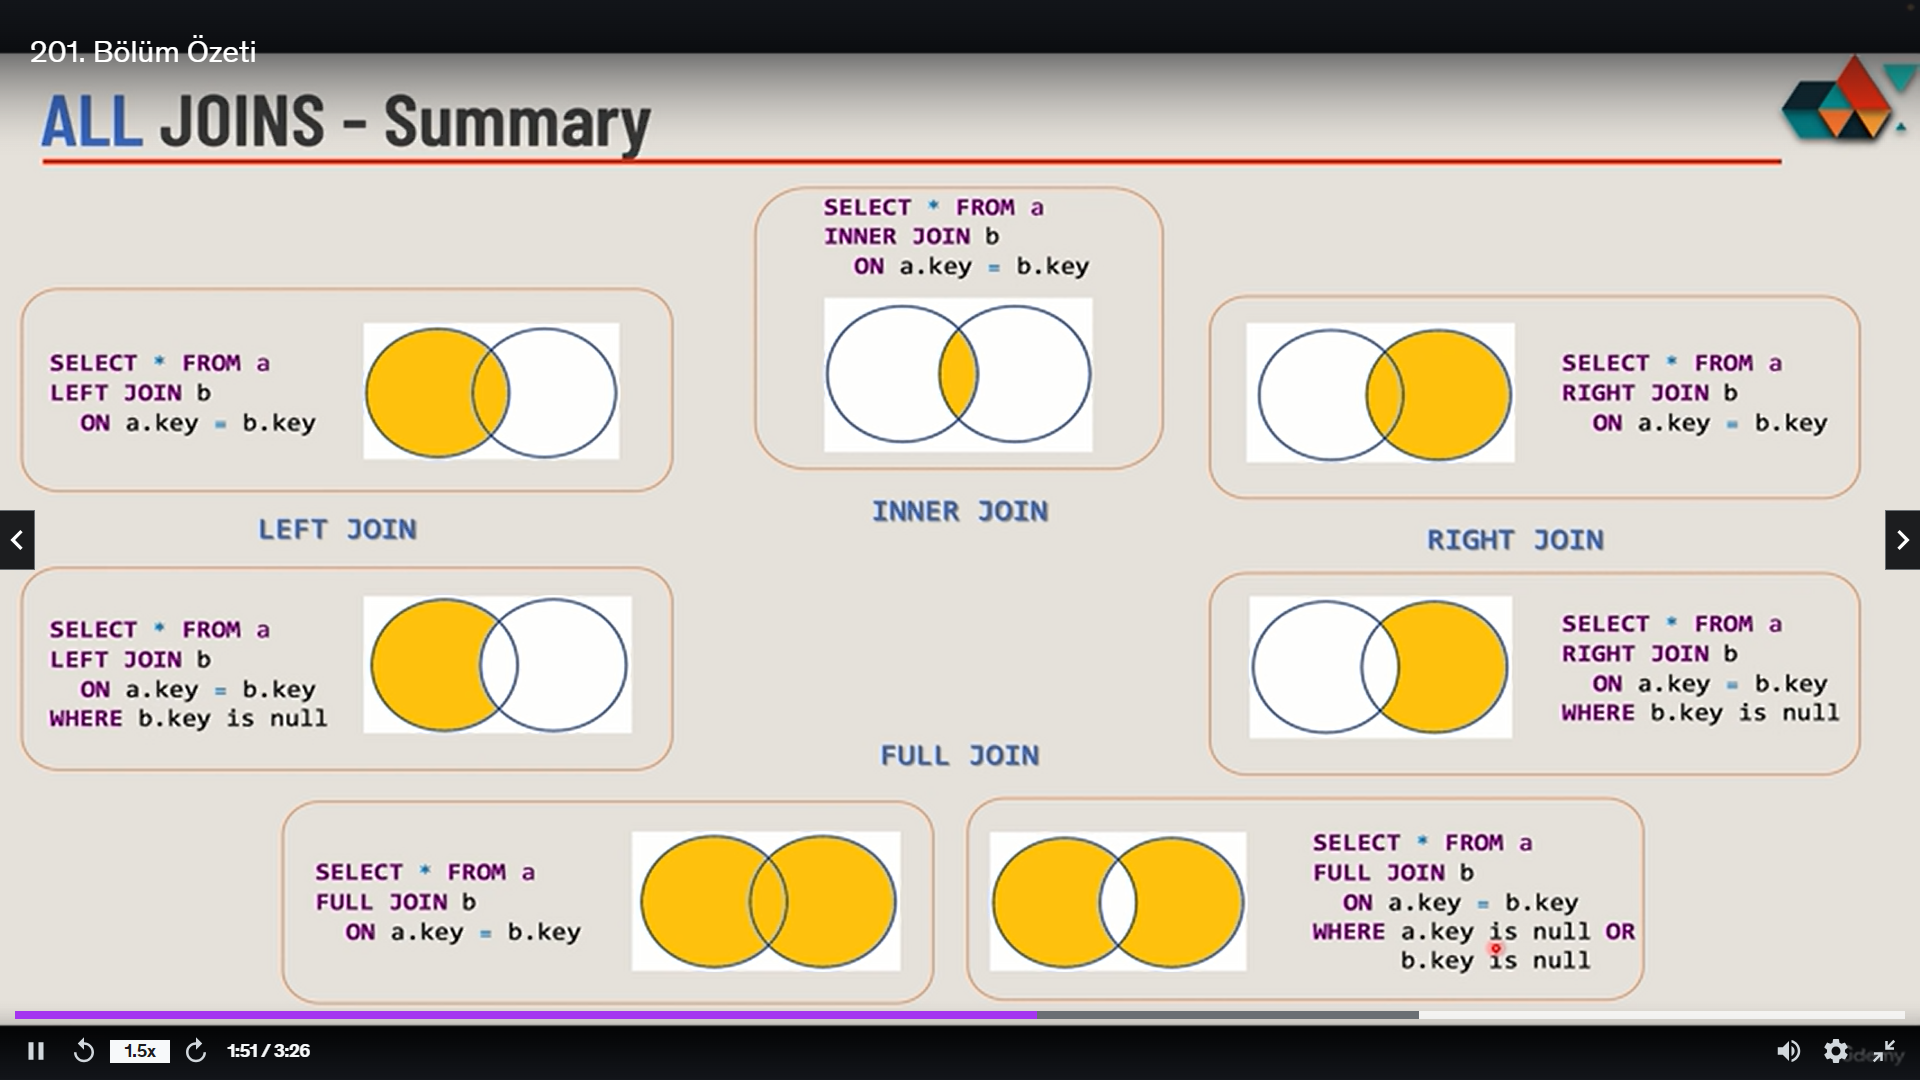 201. Bölüm Özeti
ALL JOINS - Summary
SELECT * FROM a
INNER JOIN b
ON a.key = b.key
INNER JOIN
SELECT * FROM a
LEFT JOIN b
ON a.key = b.key
LEFT JOIN
SELECT * FROM a
RIGHT JOIN b
ON a.key = b.key
RIGHT JOIN
SELECT * FROM a
LEFT JOIN b
ON a.key = b.key
WHERE b.key is null
SELECT * FROM a
RIGHT JOIN b
ON a.key = b.key
WHERE b.key is null
FULL JOIN
SELECT * FROM a
FULL JOIN b
ON a.key = b.key
SELECT * FROM a
FULL JOIN b
ON a.key = b.key
WHERE a.key is null OR
b.key is null
1.5x
1:51 / 3:26